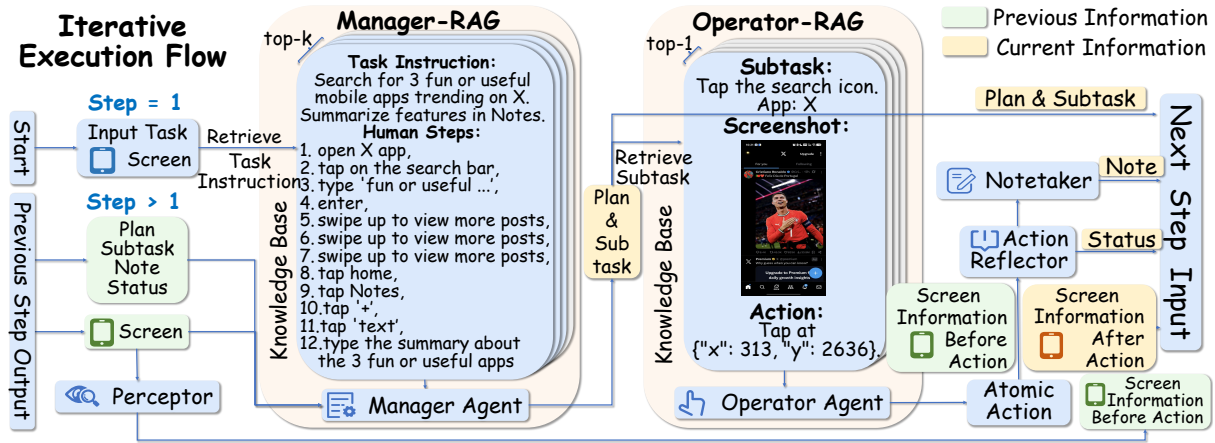 Iterative
Execution Flow
Manager-RAG
Operator-RAG
Previous Information
Current Information
top-k
top-1
Start
Step = 1
Input Task
Screen
Retrieve
Task
Instruction
Knowledge Base
Task Instruction:
Search for 3 fun or useful
mobile apps trending on X.
Summarize features in Notes.
Human Steps:
1. open X app,
2. tap on the search bar,
3. type 'fun or useful ...',
4. enter,
5. swipe up to view more posts,
6. swipe up to view more posts,
7. swipe up to view more posts,
8. tap home,
9. tap Notes,
10. tap '+',
11. tap 'text',
12. type the summary about
the 3 fun or useful apps
Manager Agent
Previous Step Output
Step > 1
Plan
Subtask
Note
Status
Screen
Perceptor
Plan
&
Sub
task
Retrieve
Subtask
Knowledge Base
Subtask:
Tap the search icon.
App: X
Screenshot:
Upgrade
For you
Following
Upgrade to Premium
Action:
Tap at
{"x": 313, "y": 2636}.
Operator Agent
Plan & Subtask
Notetaker
Note
Action
Reflector
Status
Screen
Information
Before
Action
Screen
Information
After
Action
Atomic
Action
Screen
Information
Before Action
Next Step Input